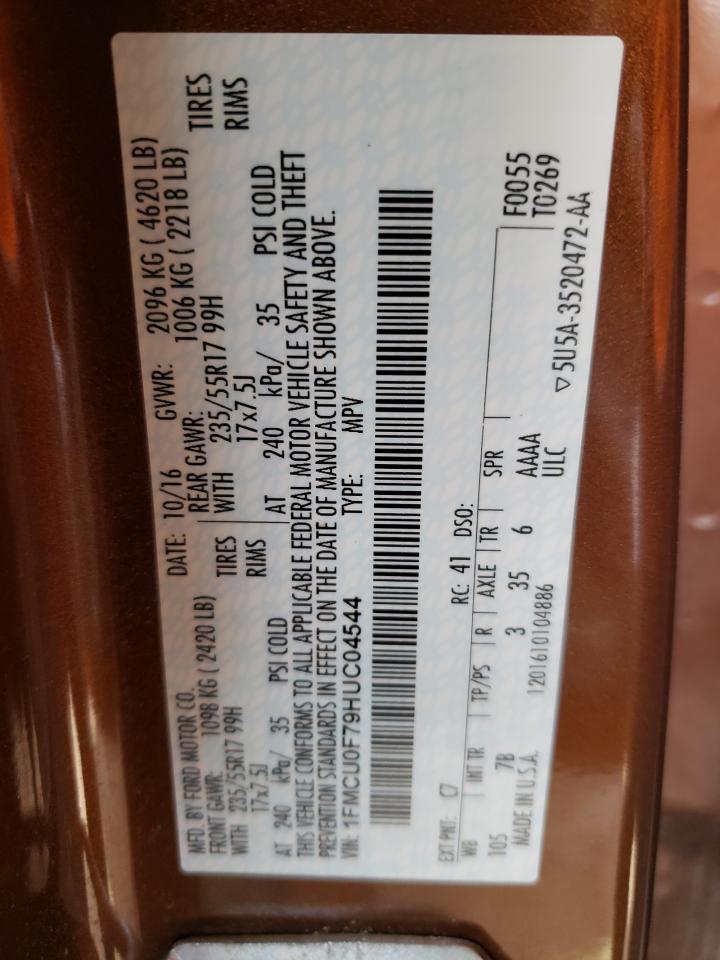 MFD. BY FORD MOTOR CO.
DATE: 10/16 GVWR: 2096 KG ( 4620 LB)
FRONT GAWR: 1098 KG ( 2420 LB)
REAR GAWR: 1006 KG ( 2218 LB)
WITH 235/55R17 99H TIRES
WITH 235/55R17 99H TIRES
17x7.5J RIMS
17x7.5J RIMS
AT 240 kPa/ 35 PSI COLD
AT 240 kPa/ 35 PSI COLD
THIS VEHICLE CONFORMS TO ALL APPLICABLE FEDERAL MOTOR VEHICLE SAFETY AND THEFT
PREVENTION STANDARDS IN EFFECT ON THE DATE OF MANUFACTURE SHOWN ABOVE.
VIN: 1FMCU0F79HUC04544 TYPE: MPV
EXT PNT: C7 RC: 41 DSO:
WB INT TR TP/PS R AXLE TR SPR F0055
T0269
105 7B 3 35 6 AAAA
MADE IN U.S.A. 1201610104886 ULC
▽5U5A-3520472-AA